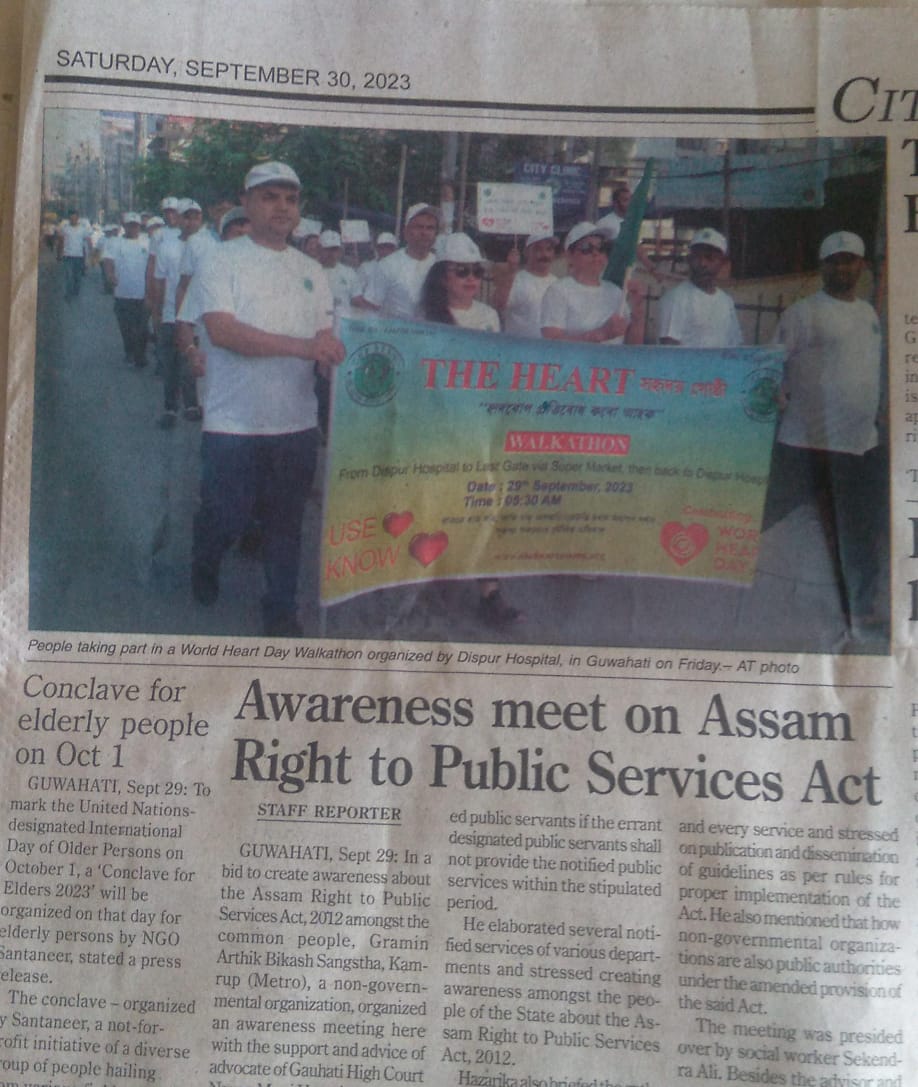 SATURDAY, SEPTEMBER 30, 2023
CIT
CITY CLINIC
THE HEART
WALKATHON
From Dispur Hospital to Last Gate via Super Market, then back to Dispur Hosp
Date : 29th September, 2023
Time : 05:30 AM
USE
KNOW
Celebrating
WOR
HEA
DAY
People taking part in a World Heart Day Walkathon organized by Dispur Hospital, in Guwahati on Friday.– AT photo
Conclave for
elderly people
on Oct 1
GUWAHATI, Sept 29: To
mark the United Nations-
designated International
Day of Older Persons on
October 1, a ‘Conclave for
Elders 2023’ will be
organized on that day for
elderly persons by NGO
Santaneer, stated a press
elease.
The conclave – organized
y Santaneer, a not-for-
rofit initiative of a diverse
roup of people hailing
Awareness meet on Assam
Right to Public Services Act
STAFF REPORTER
GUWAHATI, Sept 29: In a
bid to create awareness about
the Assam Right to Public
Services Act, 2012 amongst the
common people, Gramin
Arthik Bikash Sangstha, Kam-
rup (Metro), a non-govern-
mental organization, organized
an awareness meeting here
with the support and advice of
advocate of Gauhati High Court
ed public servants if the errant
designated public servants shall
not provide the notified public
services within the stipulated
period.
He elaborated several noti-
fied services of various depart-
ments and stressed creating
awareness amongst the peo-
ple of the State about the As-
sam Right to Public Services
Act, 2012.
Hazarika also briefed the
and every service and stressed
on publication and dissemination
of guidelines as per rules for
proper implementation of the
Act. He also mentioned that how
non-governmental organiza-
tions are also public authorities
under the amended provision of
the said Act.
The meeting was presided
over by social worker Sekend-
ra Ali. Besides the advisor and